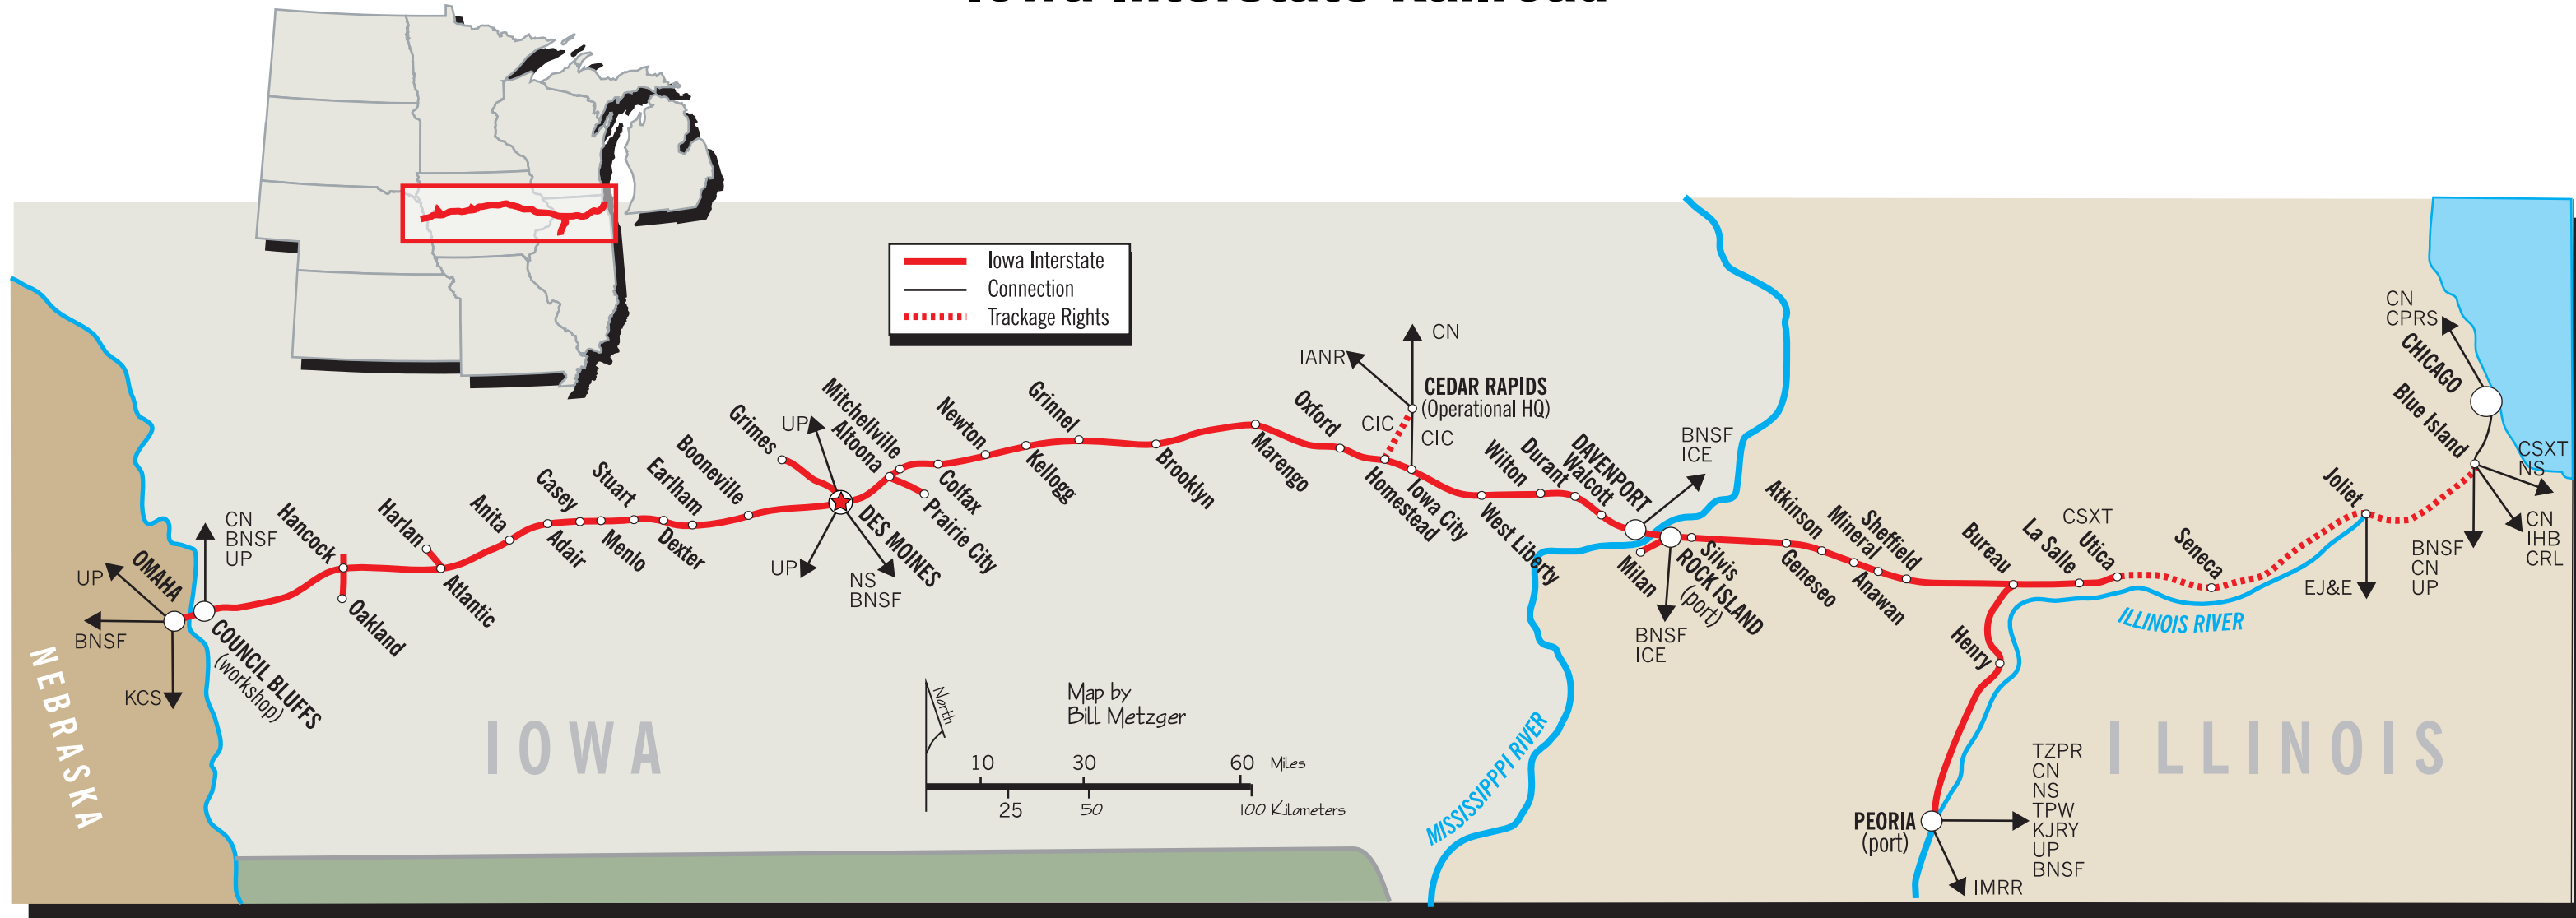 Iowa Interstate Railroad
Iowa Interstate
Connection
Trackage Rights
NEBRASKA
IOWA
ILLINOIS
UP
OMAHA
BNSF
KCS
CN
BNSF
UP
COUNCIL BLUFFS
(workshop)
Hancock
Oakland
Harlan
Atlantic
Anita
Casey
Adair
Stuart
Menlo
Earlham
Dexter
Booneville
Grimes
UP
UP
NS
BNSF
DES MOINES
Mitchellville
Altoona
Prairie City
Colfax
Newton
Kellogg
Grinnel
Brooklyn
Marengo
Oxford
Homestead
IANR
CN
CEDAR RAPIDS
(Operational HQ)
CIC
CIC
Iowa City
West Liberty
Wilton
Durant
Walcott
DAVENPORT
BNSF
ICE
Milan
Silvis
ROCK ISLAND
(port)
BNSF
ICE
Atkinson
Geneseo
Mineral
Annawan
Sheffield
Bureau
Henry
La Salle
CSXT
Utica
Seneca
Joliet
EJ&E
Blue Island
CHICAGO
CN
CPRS
CSXT
NS
CN
IHB
CRL
BNSF
CN
UP
ILLINOIS RIVER
MISSISSIPPI RIVER
PEORIA
(port)
TZPR
CN
NS
TPW
KJRY
UP
BNSF
IMRR
North
Map by
Bill Metzger
10 30 60 Miles
25 50 100 Kilometers